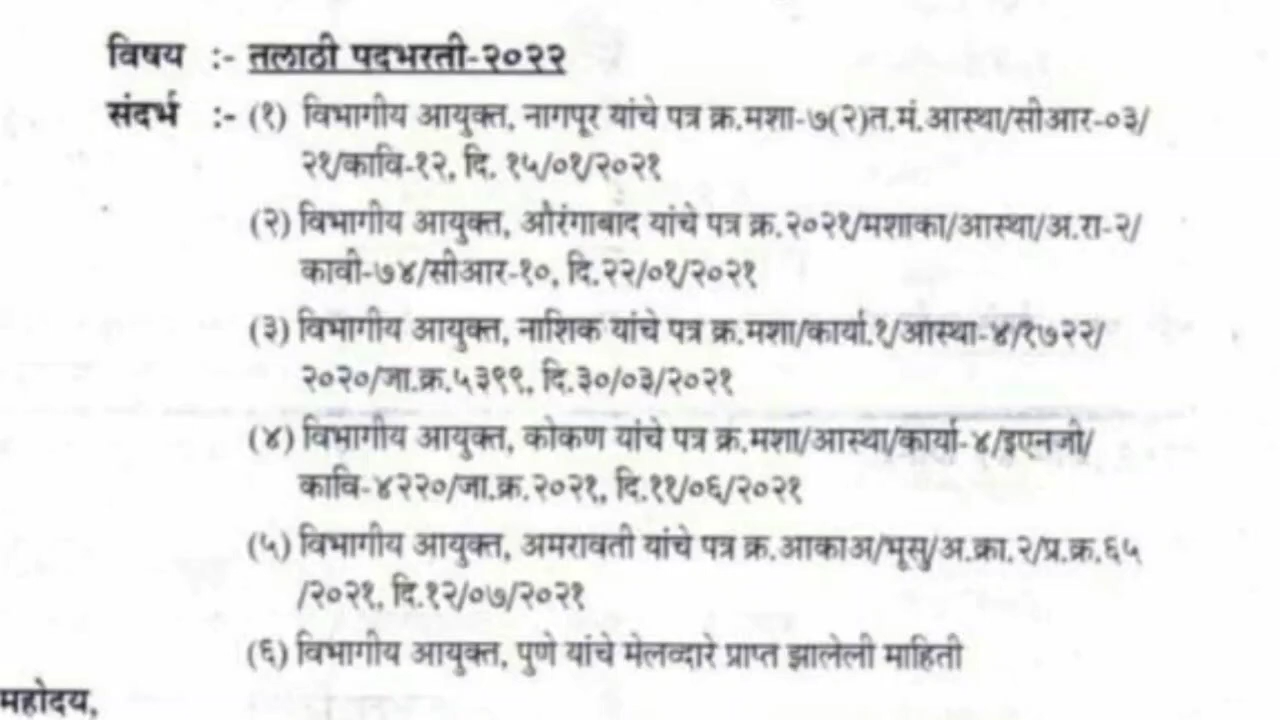 विषय :- तलाठी पदभरती-२०२२
संदर्भ :- (१) विभागीय आयुक्त, नागपूर यांचे पत्र क्र.मशा-७(२)त.मं.आस्था/सीआर-०३/
२१/कावि-१२, दि. १५/०१/२०२१
(२) विभागीय आयुक्त, औरंगाबाद यांचे पत्र क्र.२०२१/मशाका/आस्था/अ.रा-२/
कावी-७४/सीआर-१०, दि.२२/०१/२०२१
(३) विभागीय आयुक्त, नाशिक यांचे पत्र क्र.मशा/कार्या.१/आस्था-४/१७२२/
२०२०/जा.क्र.५३९९, दि.३०/०३/२०२१
(४) विभागीय आयुक्त, कोकण यांचे पत्र क्र.मशा/आस्था/कार्या-४/इएनजी/
कावि-४२२०/जा.क्र.२०२१, दि.११/०६/२०२१
(५) विभागीय आयुक्त, अमरावती यांचे पत्र क्र.आकाअ/भूसु/अ.क्रा.२/प्र.क्र.६५
/२०२१, दि.१२/०७/२०२१
(६) विभागीय आयुक्त, पुणे यांचे मेलव्दारे प्राप्त झालेली माहिती
महोदय,